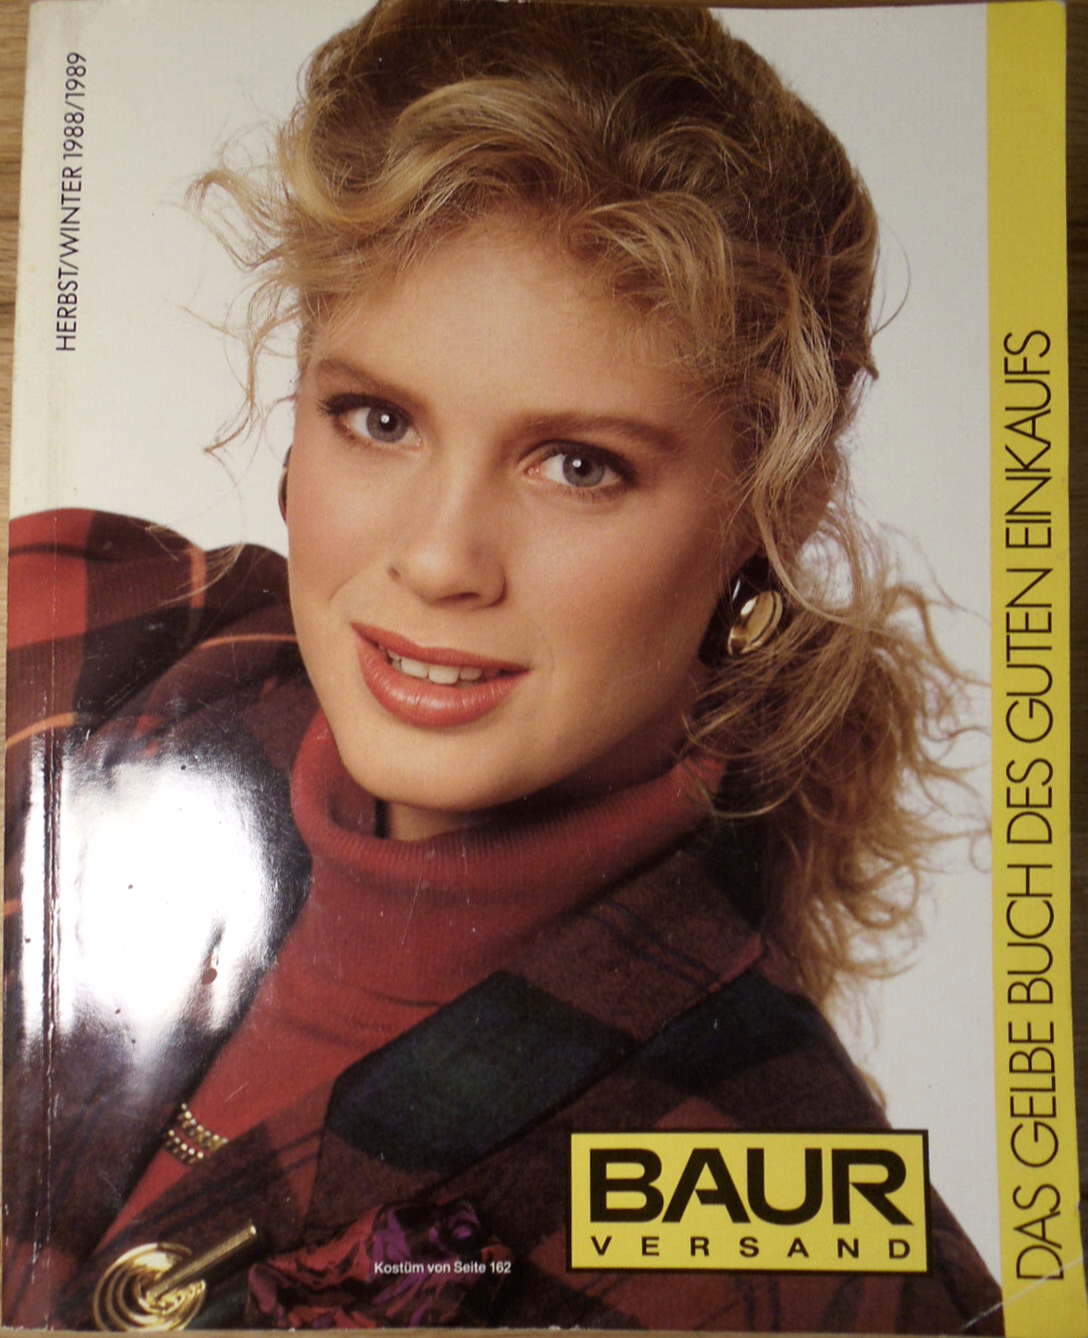 HERBST/WINTER 1988/1989
DAS GELBE BUCH DES GUTEN EINKAUFS
BAUR
VERSAND
Kostüm von Seite 162